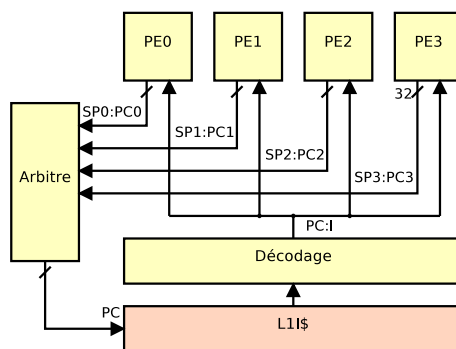 PE0
PE1
PE2
PE3
32
SP0:PC0
SP1:PC1
SP2:PC2
SP3:PC3
Arbitre
PC:I
Décodage
PC
L1I$